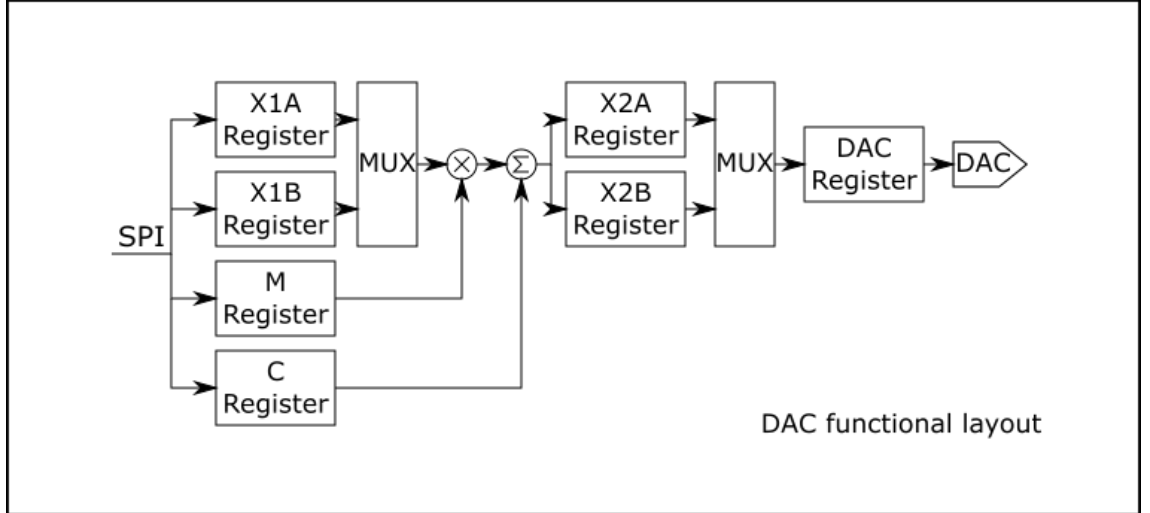 X1A
Register
X1B
Register
SPI
M
Register
C
Register
MUX
×
Σ
X2A
Register
X2B
Register
MUX
DAC
Register
DAC
DAC functional layout